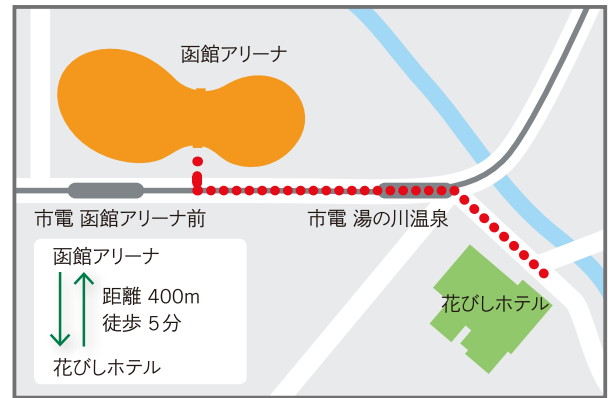 函館アリーナ
市電 函館アリーナ前
市電 湯の川温泉
函館アリーナ
距離 400m
徒歩 5分
花びしホテル
花びしホテル